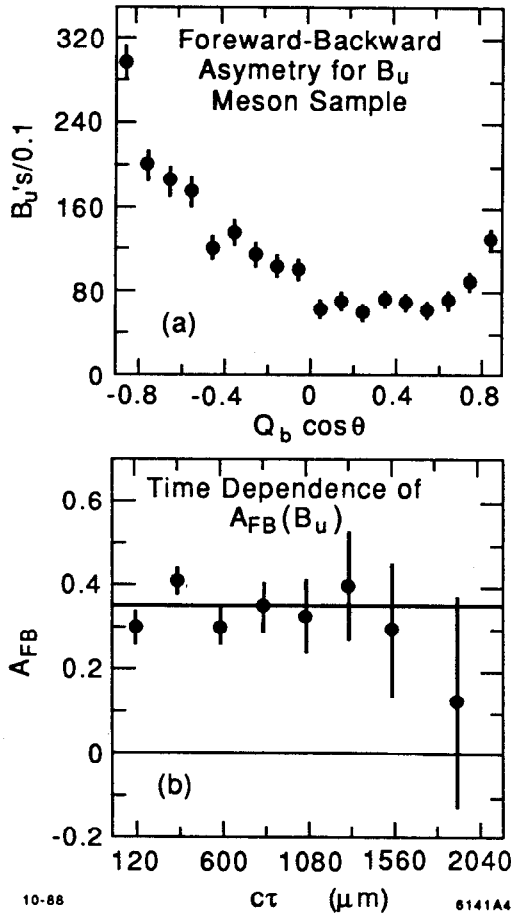 320
240
160
80
0
B_u's/0.1
Foreward-Backward
Asymetry for B_u
Meson Sample
(a)
-0.8 -0.4 0 0.4 0.8
Q_b cosθ
0.6
0.4
0.2
0
-0.2
A_FB
Time Dependence of
A_FB(B_u)
(b)
120 600 1080 1560 2040
cτ (μm)
10-88 6141A4